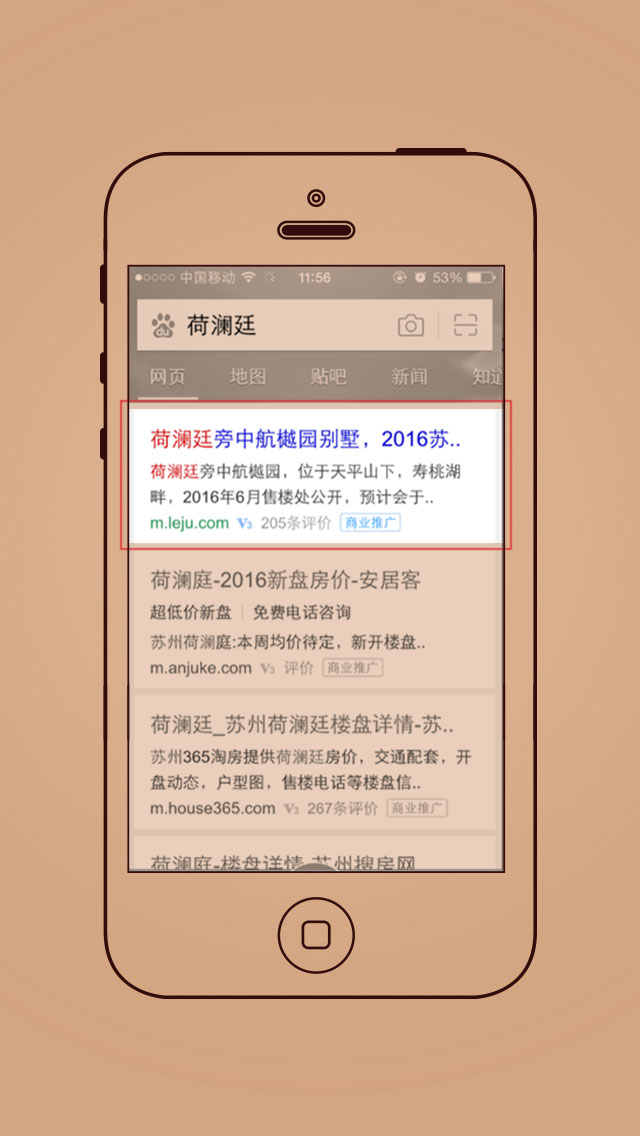 中国移动 11:56 53%
du 荷澜廷
网页 地图 贴吧 新闻 知道
荷澜廷旁中航樾园别墅，2016苏..
荷澜廷旁中航樾园，位于天平山下，寿桃湖
畔，2016年6月售楼处公开，预计会于..
m.leju.com V3 205条评价 商业推广
荷澜庭-2016新盘房价-安居客
超低价新盘 | 免费电话咨询
苏州荷澜庭:本周均价待定，新开楼盘..
m.anjuke.com V3 评价 商业推广
荷澜廷_苏州荷澜廷楼盘详情-苏..
苏州365淘房提供荷澜廷房价，交通配套，开
盘动态，户型图，售楼电话等楼盘信..
m.house365.com V3 267条评价 商业推广
荷澜庭-楼盘详情-苏州搜房网